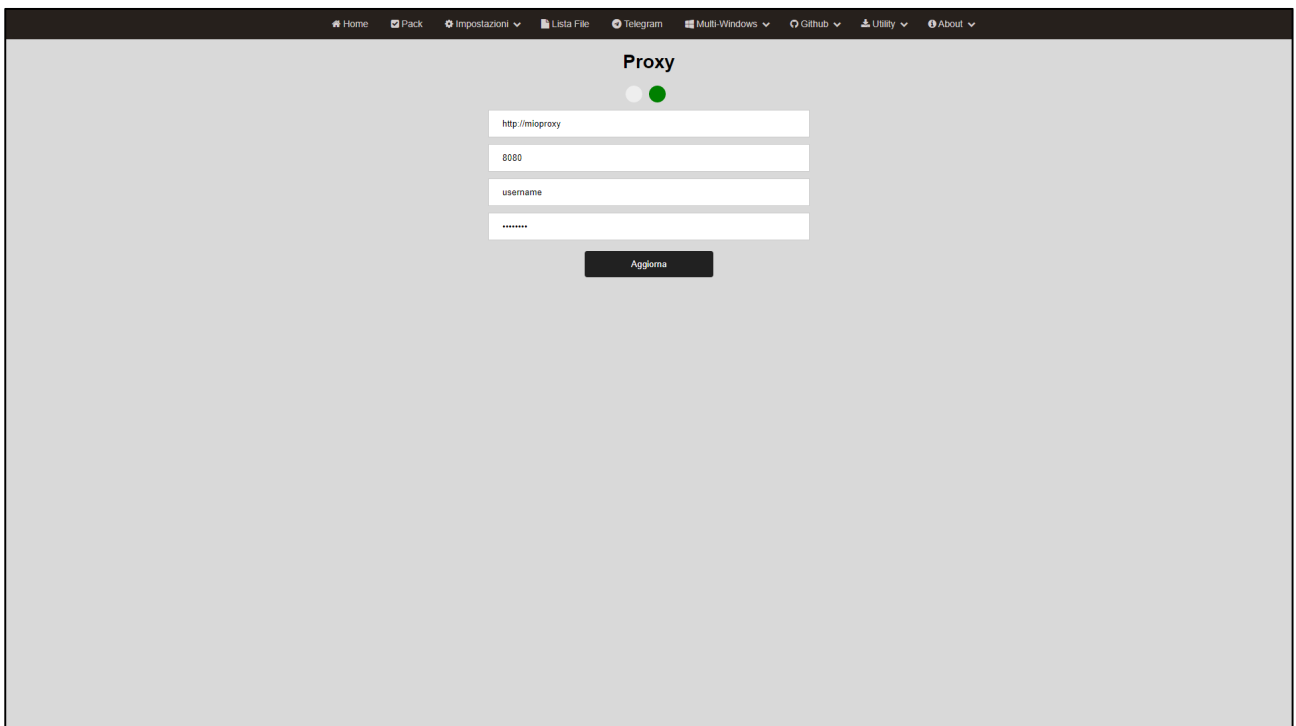 Home Pack Impostazioni Lista File Telegram Multi-Windows Github Utility About
Proxy
http://mioproxy
8080
username
••••••••
Aggiorna